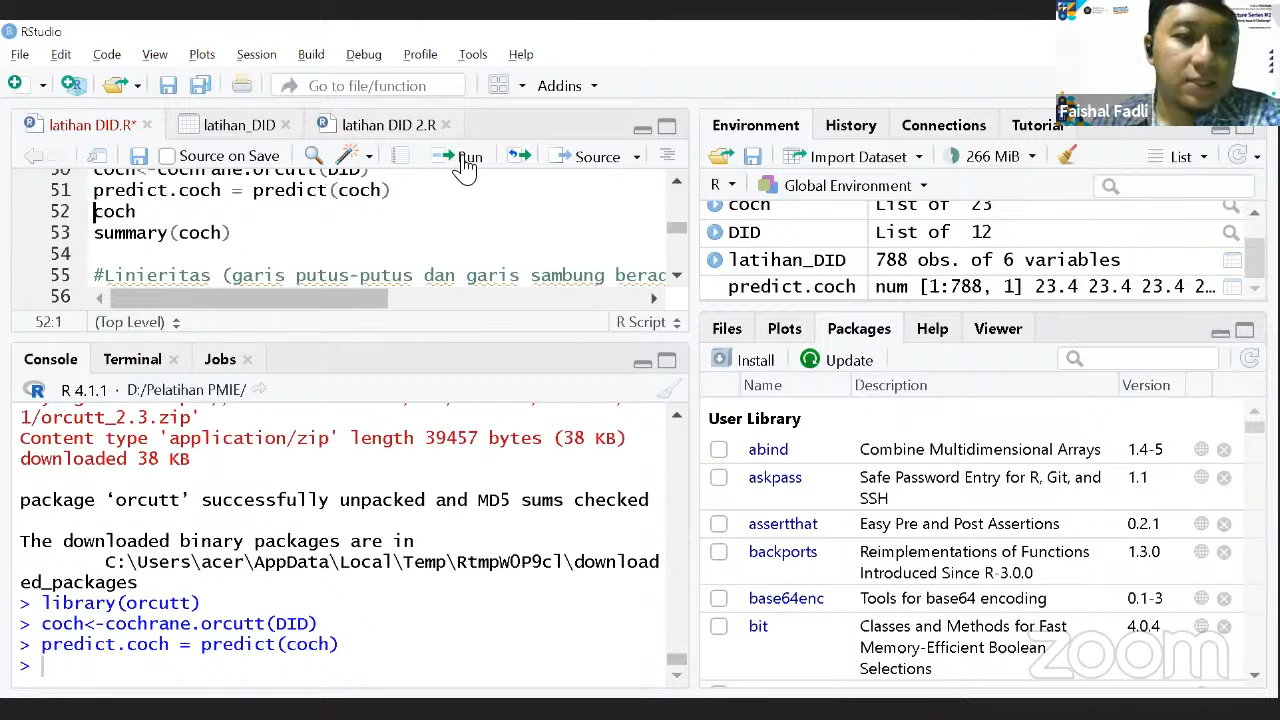 RStudio
File Edit Code View Plots Session Build Debug Profile Tools Help
Go to file/function Addins
Faishal Fadli
latihan DID.R* latihan_DID latihan DID 2.R
Source on Save Run Source
50 coch<-cochrane.orcutt(DID)
51 predict.coch = predict(coch)
52 coch
53 summary(coch)
54
55 #Linieritas (garis putus-putus dan garis sambung berad
56
52:1 (Top Level) R Script
Console Terminal Jobs
R 4.1.1 · D:/Pelatihan PMIE/
1/orcutt_2.3.zip'
Content type 'application/zip' length 39457 bytes (38 KB)
downloaded 38 KB
package ‘orcutt’ successfully unpacked and MD5 sums checked
The downloaded binary packages are in
C:\Users\acer\AppData\Local\Temp\RtmpWOP9cl\download
ed_packages
> library(orcutt)
> coch<-cochrane.orcutt(DID)
> predict.coch = predict(coch)
>
Environment History Connections Tutorial
Import Dataset 266 MiB List
R Global Environment
coch List of 23
DID List of 12
latihan_DID 788 obs. of 6 variables
predict.coch num [1:788, 1] 23.4 23.4 23.4 2...
Files Plots Packages Help Viewer
Install Update
Name Description Version
User Library
abind Combine Multidimensional Arrays 1.4-5
askpass Safe Password Entry for R, Git, and 1.1
SSH
assertthat Easy Pre and Post Assertions 0.2.1
backports Reimplementations of Functions 1.3.0
Introduced Since R-3.0.0
base64enc Tools for base64 encoding 0.1-3
bit Classes and Methods for Fast 4.0.4
Memory-Efficient Boolean
Selections
zoom